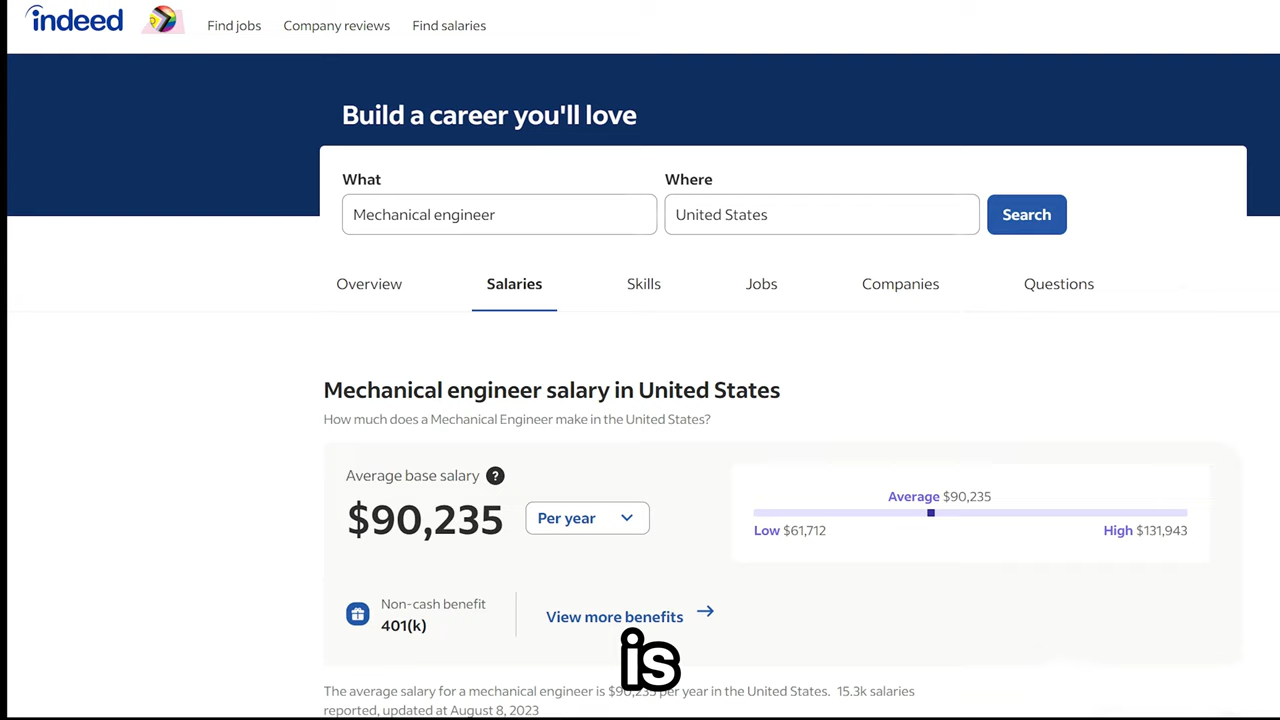 indeed Find jobs Company reviews Find salaries
Build a career you'll love
What Where
Mechanical engineer United States Search
Overview Salaries Skills Jobs Companies Questions
Mechanical engineer salary in United States
How much does a Mechanical Engineer make in the United States?
Average base salary ?
$90,235 Per year
Average $90,235
Low $61,712 High $131,943
Non-cash benefit
401(k)
View more benefits
is
The average salary for a mechanical engineer is $90,235 per year in the United States. 15.3k salaries
reported, updated at August 8, 2023